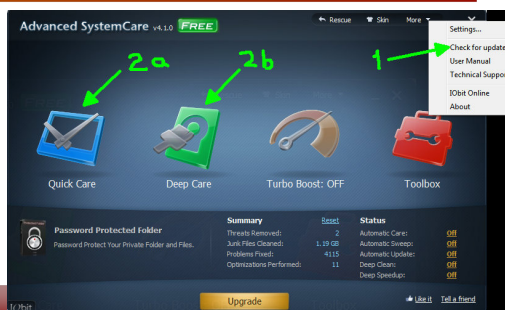 Advanced SystemCare v4.1.0 FREE
Rescue Skin More
Settings...
Check for update
User Manual
Technical Suppor
IObit Online
About
2a 2b 1
Quick Care Deep Care Turbo Boost: OFF Toolbox
Password Protected Folder
Password Protect Your Private Folder and Files.
Summary Reset
Threats Removed: 2
Junk Files Cleaned: 1.19 GB
Problems Fixed: 4115
Optimizations Performed: 11
Status
Automatic Care: Off
Automatic Sweep: Off
Automatic Update: Off
Deep Clean: Off
Deep Speedup: Off
IObit Upgrade Like it Tell a friend